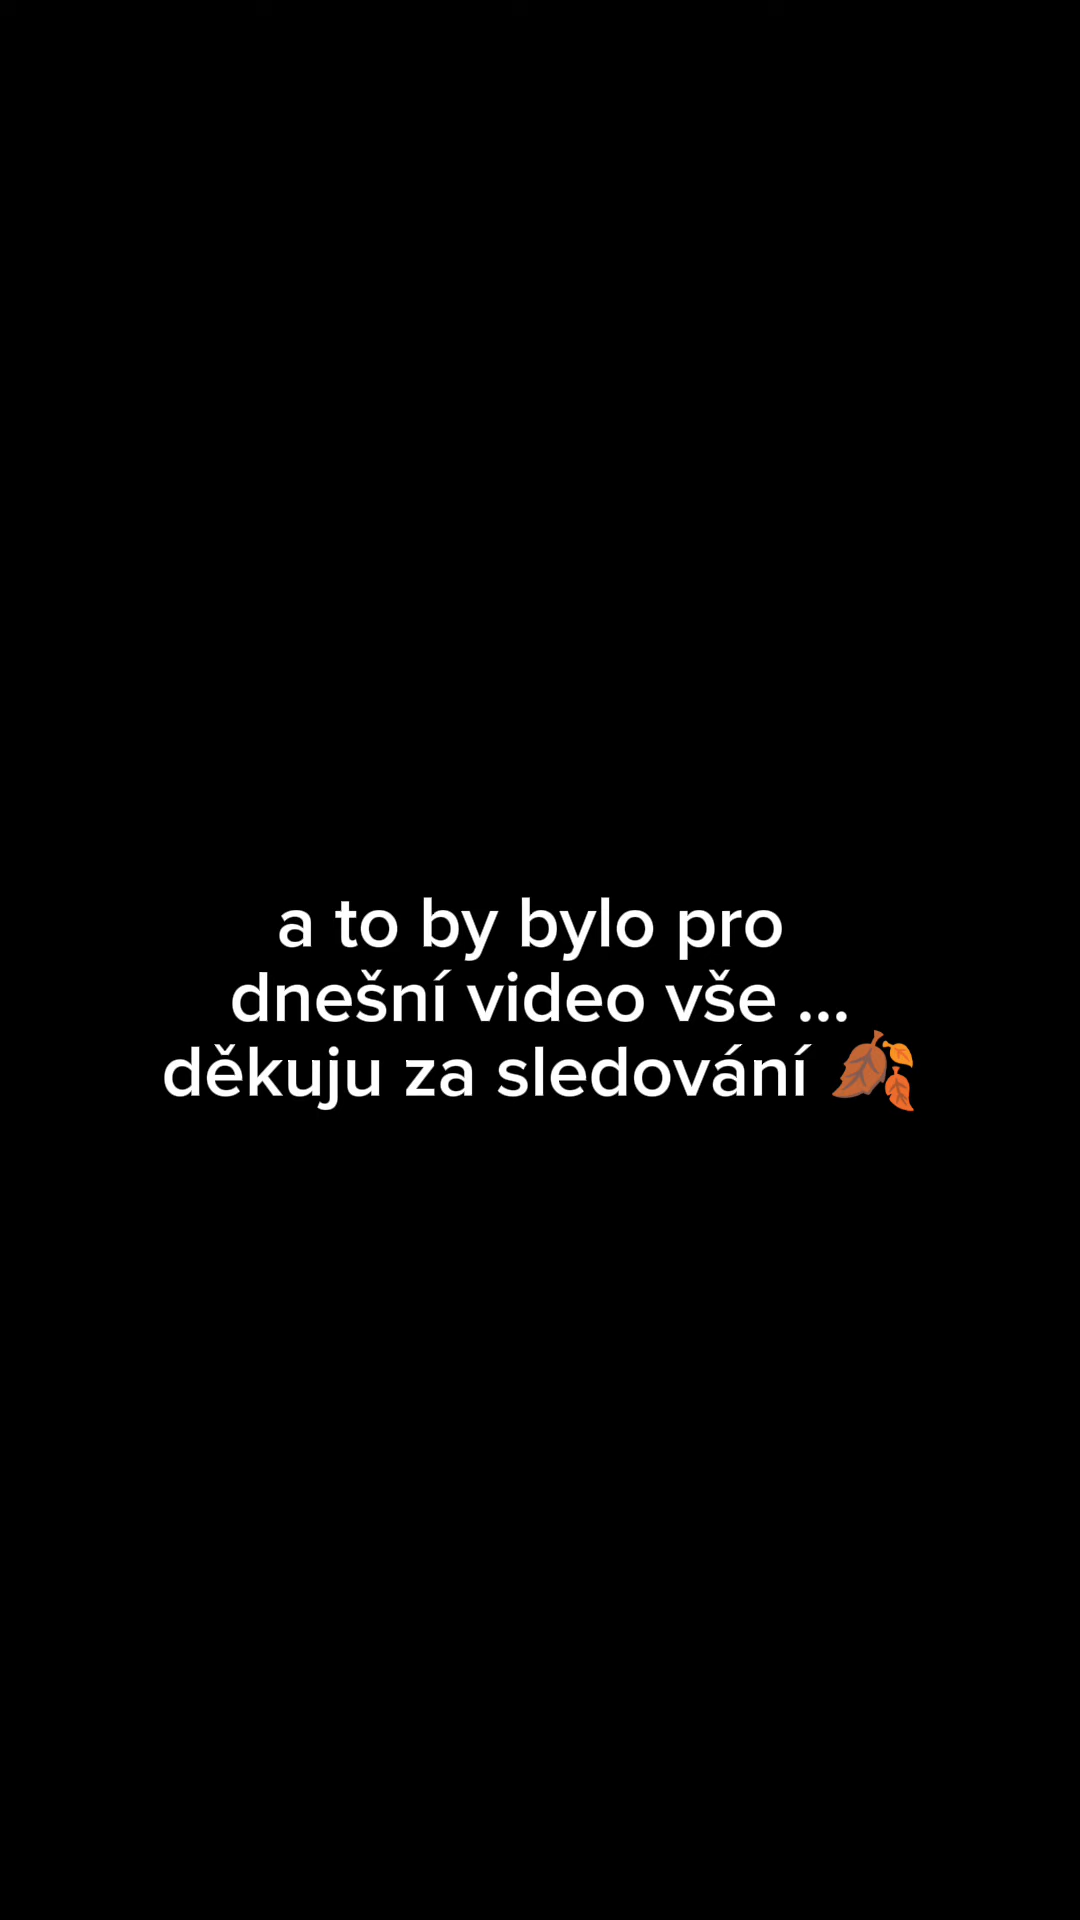 a to by bylo pro
dnešní video vše ...
děkuju za sledování 🍂